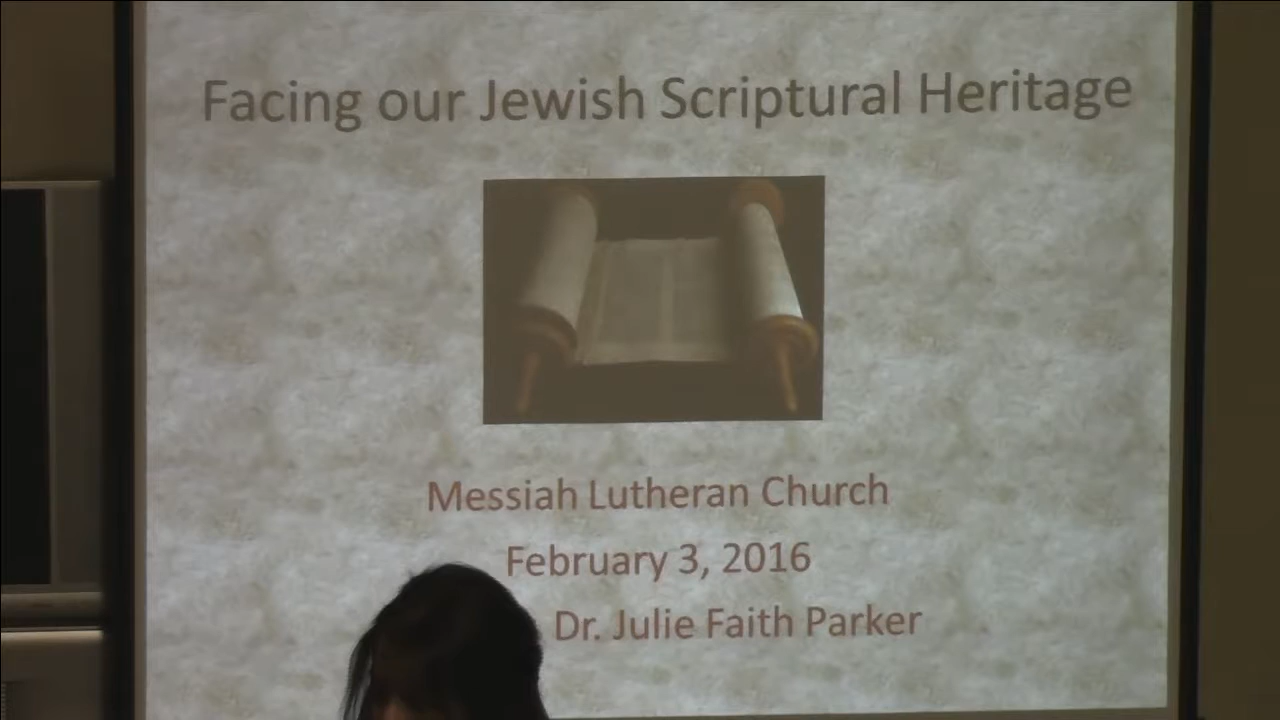 Facing our Jewish Scriptural Heritage
Messiah Lutheran Church
February 3, 2016
Dr. Julie Faith Parker